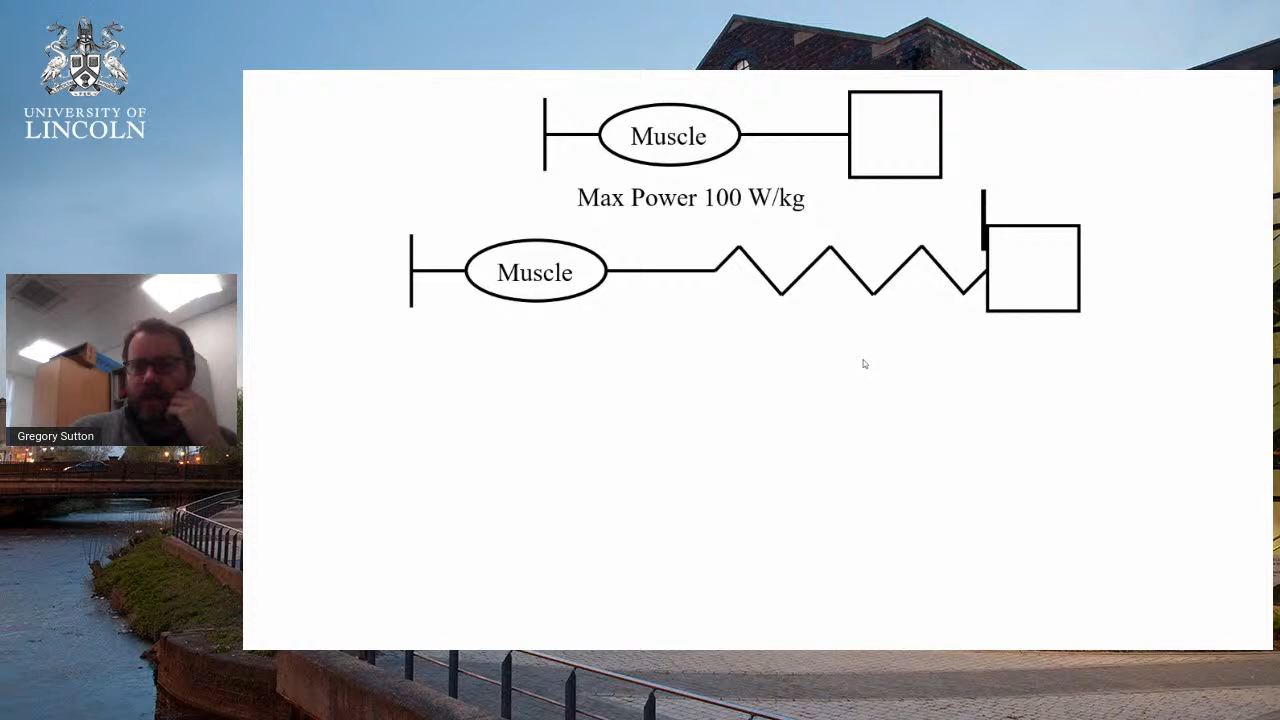 UNIVERSITY OF
LINCOLN
Muscle
Max Power 100 W/kg
Muscle
Gregory Sutton